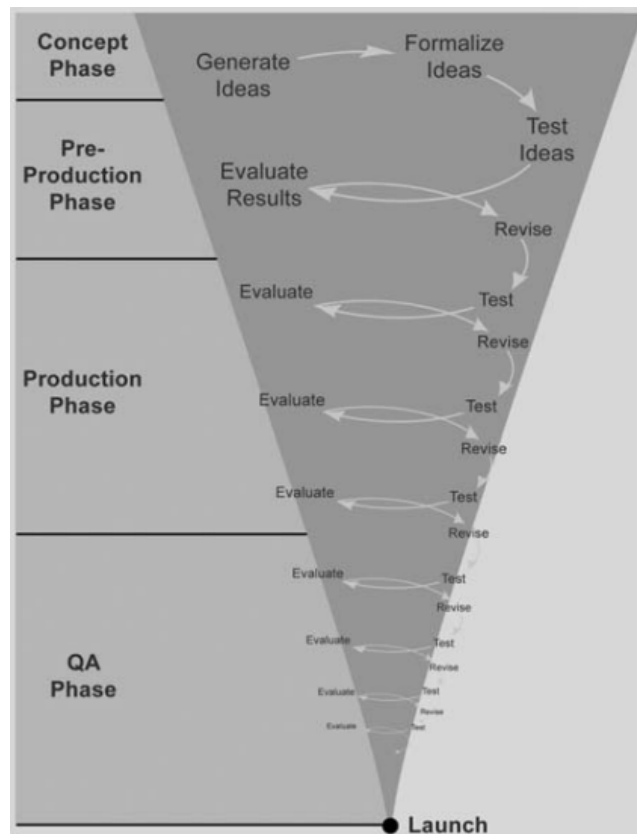 Concept
Phase
Generate
Ideas
Formalize
Ideas
Test
Ideas
Pre-
Production
Phase
Evaluate
Results
Revise
Evaluate
Test
Revise
Production
Phase
Evaluate
Test
Revise
Evaluate
Test
Revise
Evaluate
Test
Revise
QA
Phase
Evaluate
Test
Revise
Evaluate
Test
Revise
Evaluate
Test
Launch